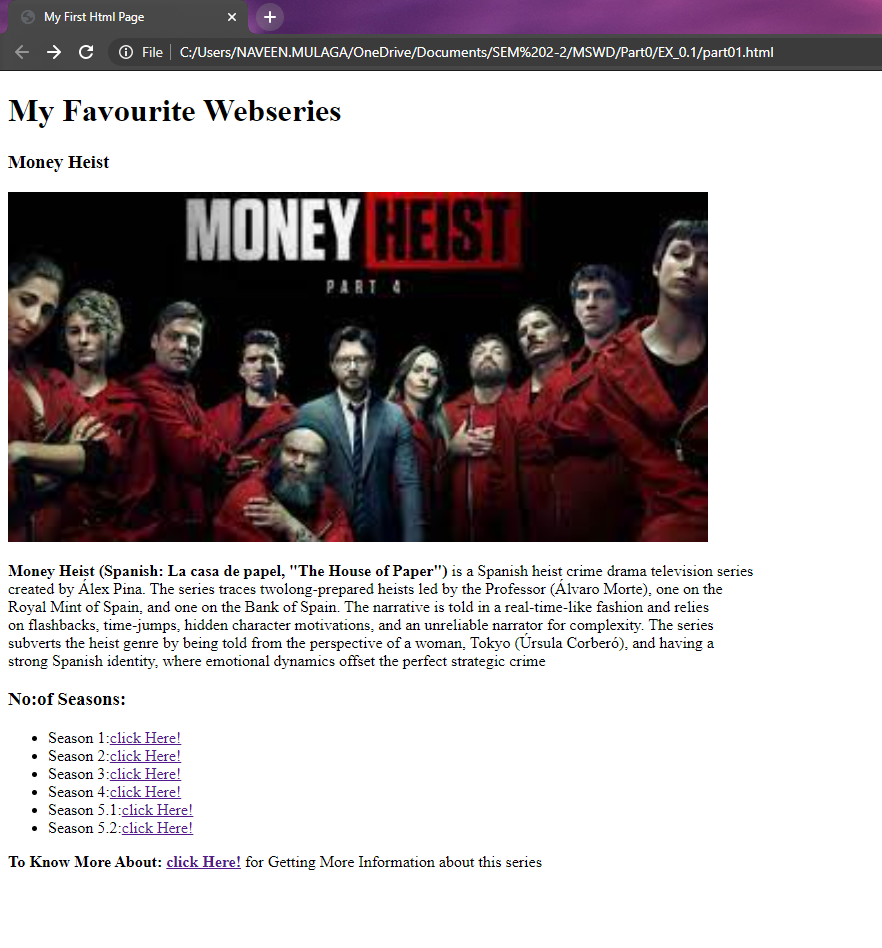 My First Html Page
File C:/Users/NAVEEN.MULAGA/OneDrive/Documents/SEM%202-2/MSWD/Part0/EX_0.1/part01.html
My Favourite Webseries
Money Heist
MONEY HEIST
PART 4
Money Heist (Spanish: La casa de papel, "The House of Paper") is a Spanish heist crime drama television series
created by Álex Pina. The series traces twolong-prepared heists led by the Professor (Álvaro Morte), one on the
Royal Mint of Spain, and one on the Bank of Spain. The narrative is told in a real-time-like fashion and relies
on flashbacks, time-jumps, hidden character motivations, and an unreliable narrator for complexity. The series
subverts the heist genre by being told from the perspective of a woman, Tokyo (Úrsula Corberó), and having a
strong Spanish identity, where emotional dynamics offset the perfect strategic crime
No:of Seasons:
Season 1:click Here!
Season 2:click Here!
Season 3:click Here!
Season 4:click Here!
Season 5.1:click Here!
Season 5.2:click Here!
To Know More About: click Here! for Getting More Information about this series